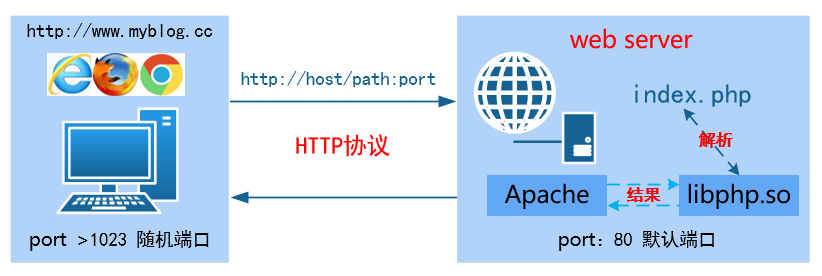 http://www.myblog.cc
port >1023 随机端口
http://host/path:port
HTTP协议
web server
index.php
解析
Apache
结果
libphp.so
port：80 默认端口